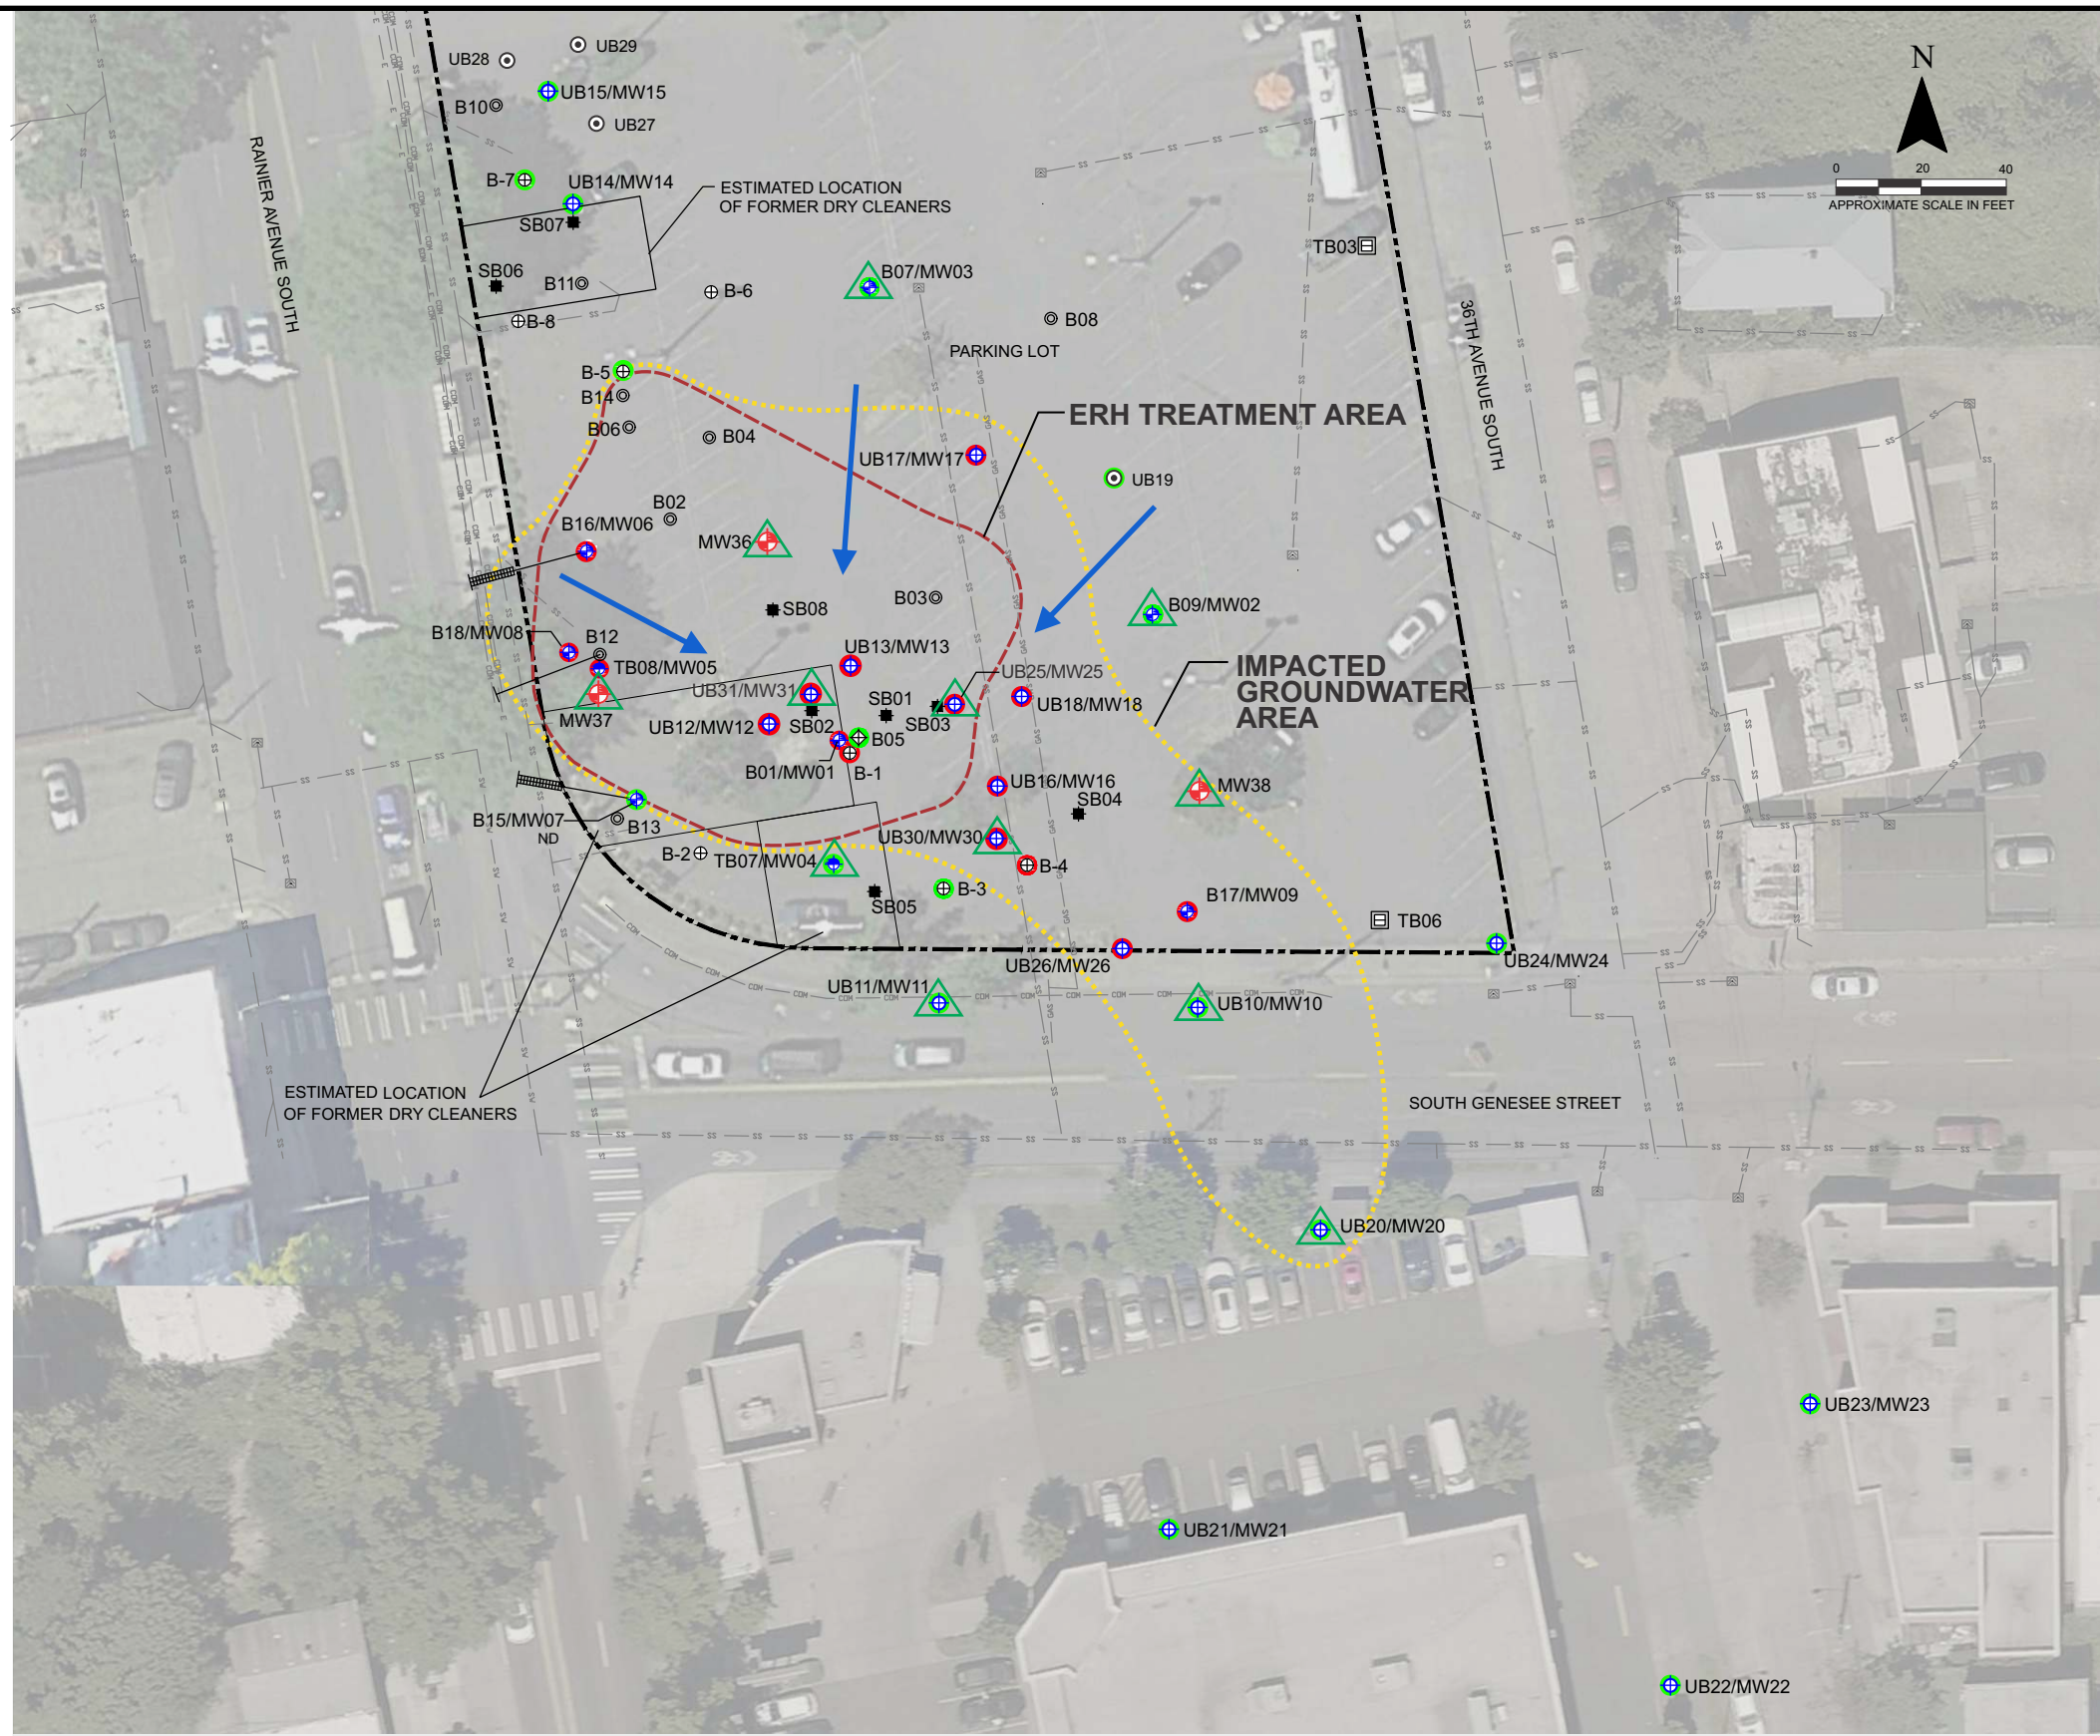 UB28
UB29
UB15/MW15
B10
UB27
N
0 20 40
APPROXIMATE SCALE IN FEET
RAINIER AVENUE SOUTH
B-7
UB14/MW14
ESTIMATED LOCATION
OF FORMER DRY CLEANERS
SB07
TB03
SB06
B11
B-6
B07/MW03
B-8
B08
36TH AVENUE SOUTH
PARKING LOT
B-5
B14
B06
B04
ERH TREATMENT AREA
UB17/MW17
UB19
B02
B16/MW06
MW36
SB08
B03
B09/MW02
B18/MW08
B12
TB08/MW05
UB13/MW13
IMPACTED
GROUNDWATER
AREA
UB31/MW31
UB25/MW25
MW37
SB01
SB03
UB18/MW18
UB12/MW12
SB02
B05
B01/MW01
B-1
UB16/MW16
MW38
SB04
B15/MW07
ND
B13
UB30/MW30
B-2
TB07/MW04
B-4
B-3
SB05
B17/MW09
TB06
UB26/MW26
UB24/MW24
UB11/MW11
UB10/MW10
ESTIMATED LOCATION
OF FORMER DRY CLEANERS
SOUTH GENESEE STREET
UB20/MW20
UB23/MW23
UB21/MW21
UB22/MW22